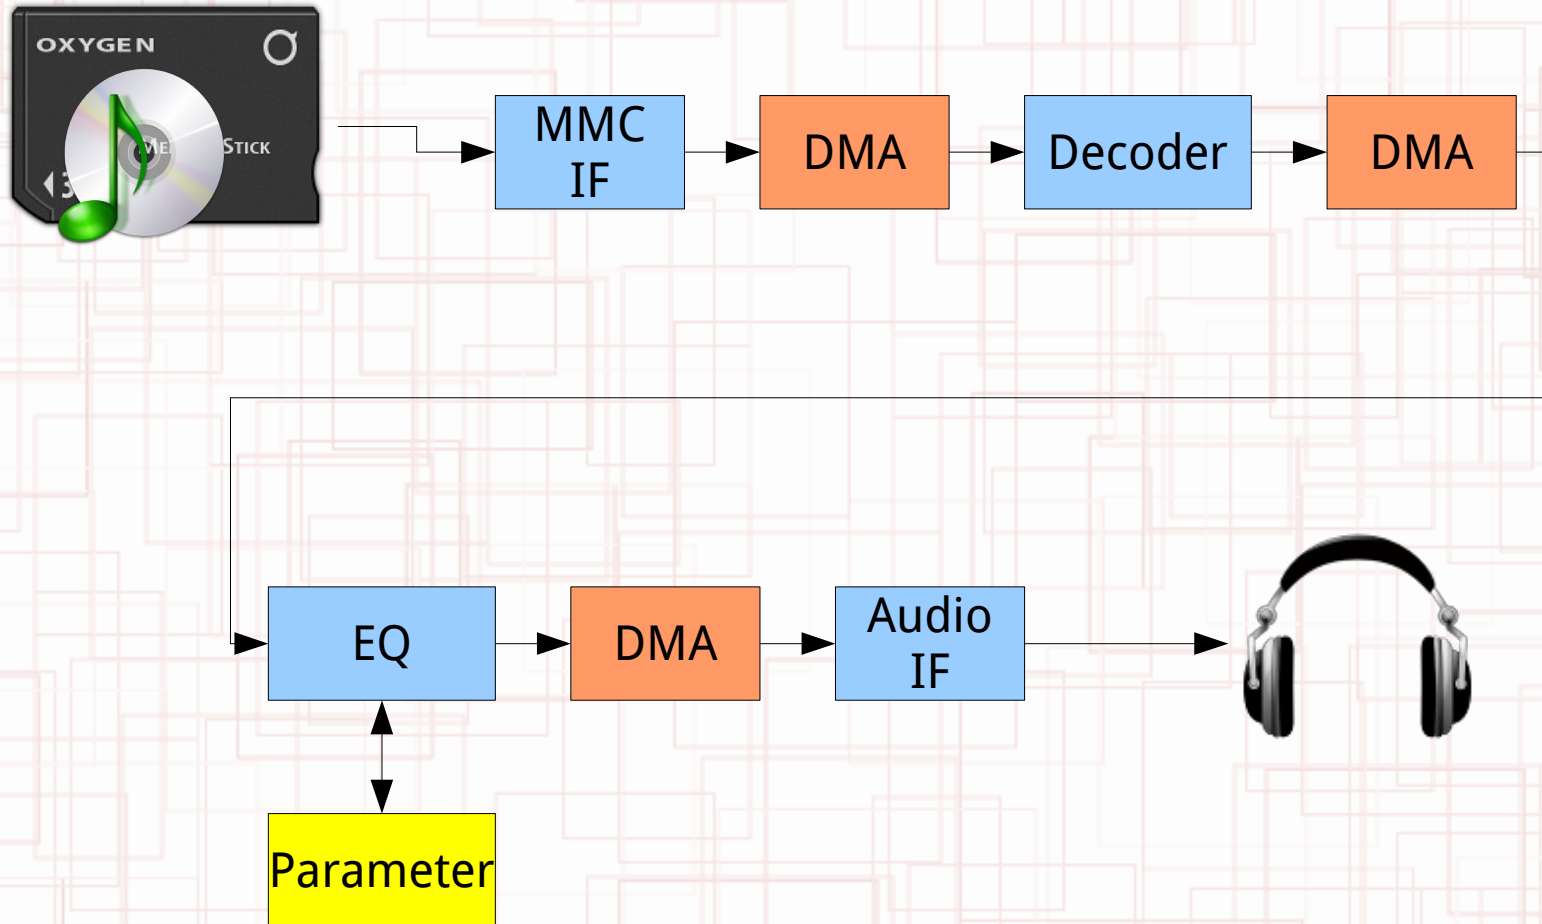 OXYGEN
STICK
MMC
IF
DMA
Decoder
DMA
EQ
DMA
Audio
IF
Parameter